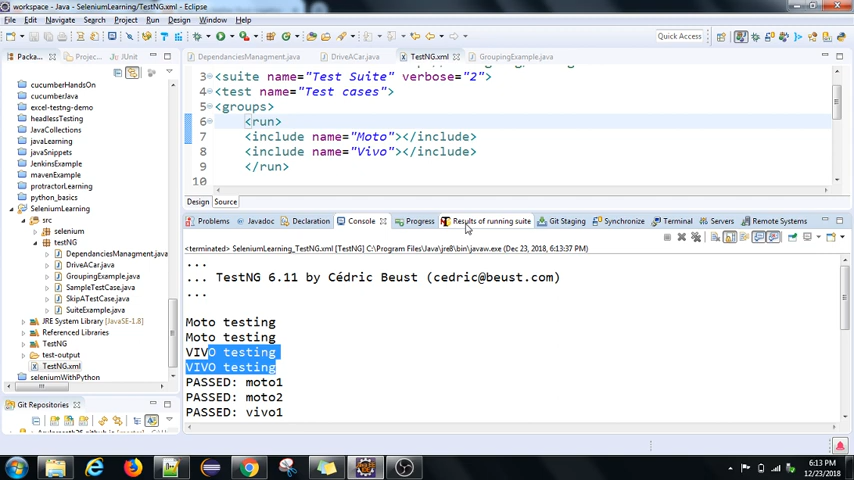 workspace - Java - SeleniumLearning/TestNG.xml - Eclipse
File Edit Navigate Search Project Run Design Window Help
Quick Access
Packa...
Projec...
JUnit
cucumberHandsOn
cucumberJava
excel-testng-demo
headlessTesting
JavaCollections
javaLearning
javaSnippets
JenkinsExample
mavenExample
protractorLearning
python_basics
SeleniumLearning
src
selenium
testNG
DependenciesManagment.java
DriveACar.java
GroupingExample.java
SampleTestCase.java
SkipATestCase.java
SuiteExample.java
JRE System Library [JavaSE-1.8]
Referenced Libraries
TestNG
test-output
TestNG.xml
seleniumWithPython
Git Repositories
DependenciesManagment.java
DriveACar.java
TestNG.xml
GroupingExample.java
3 <suite name="Test Suite" verbose="2">
4 <test name="Test cases">
5 <groups>
6 <run>
7 <include name="Moto"></include>
8 <include name="Vivo"></include>
9 </run>
10
Design Source
Problems Javadoc Declaration Console Progress Results of running suite Git Staging Synchronize Terminal Servers Remote Systems
<terminated> SeleniumLearning_TestNG.xml [TestNG] C:\Program Files\Java\jre8\bin\javaw.exe (Dec 23, 2018, 6:13:37 PM)
...
... TestNG 6.11 by Cédric Beust (cedric@beust.com)
...
Moto testing
Moto testing
VIVO testing
VIVO testing
PASSED: moto1
PASSED: moto2
PASSED: vivo1
6:13 PM
12/23/2018